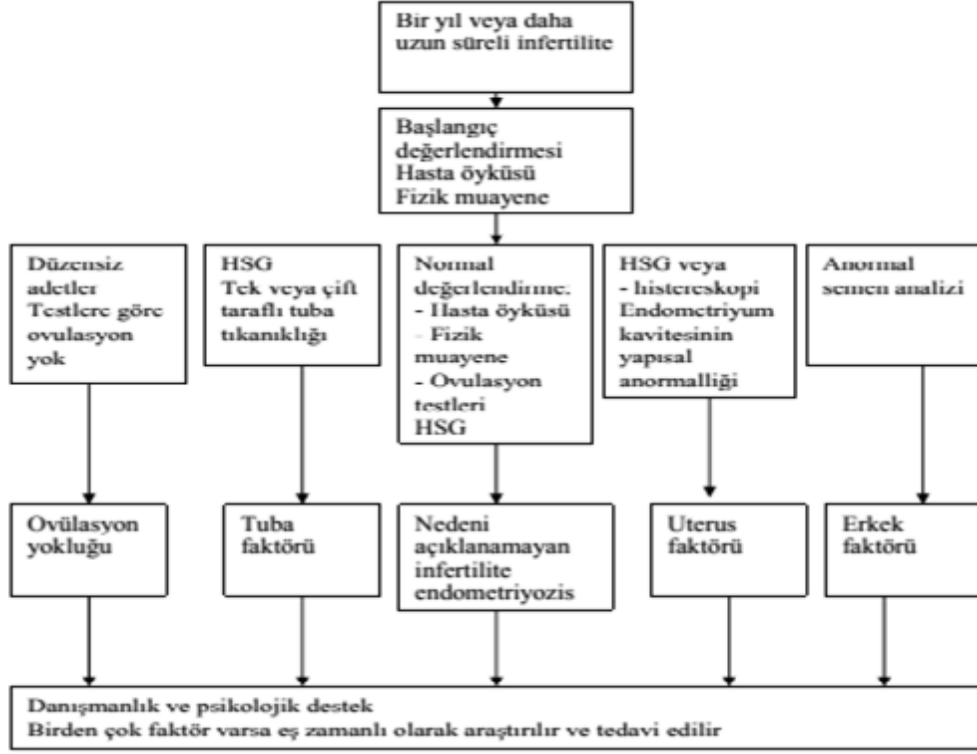 Bir yıl veya daha
uzun süreli infertilite
Başlangıç
değerlendirmesi
Hasta öyküsü
Fizik muayene
Düzensiz
adetler
Testlere göre
ovulasyon
yok
HSG
Tek veya çift
taraflı tuba
tıkanıklığı
Normal
değerlendirme.
- Hasta öyküsü
- Fizik
muayene
- Ovulasyon
testleri
HSG
HSG veya
- histereskopi
Endometriyum
kavitesinin
yapısal
anormalliği
Anormal
semen analizi
Ovülasyon
yokluğu
Tuba
faktörü
Nedeni
açıklanamayan
infertilite
endometriyozis
Uterus
faktörü
Erkek
faktörü
Danışmanlık ve psikolojik destek
Birden çok faktör varsa eş zamanlı olarak araştırılır ve tedavi edilir